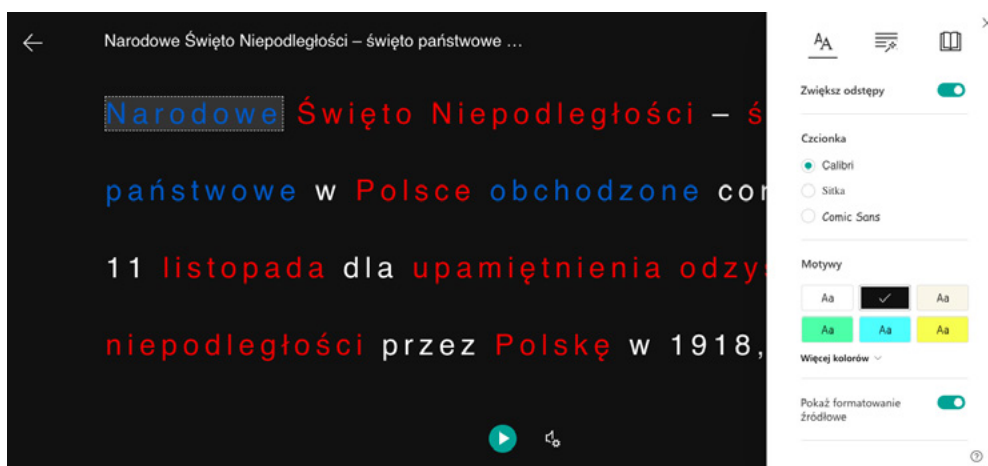 Narodowe Święto Niepodległości – święto państwowe ...
Narodowe Święto Niepodległości – ś
państwowe w Polsce obchodzone cor
11 listopada dla upamiętnienia odzys
niepodległości przez Polskę w 1918,
AA
Zwiększ odstępy
Czcionka
Calibri
Sitka
Comic Sans
Motywy
Aa Aa
Aa Aa Aa
Więcej kolorów
Pokaż formatowanie
źródłowe